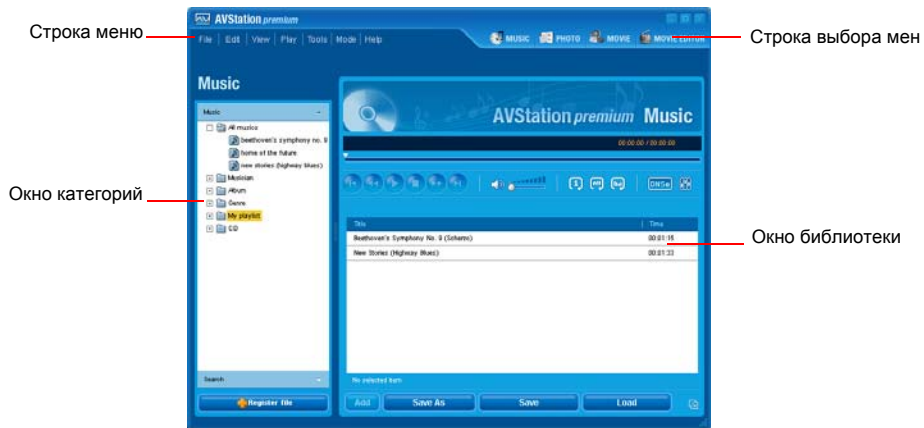 AVStation premium
Строка меню
File Edit View Play Tools Mode Help
MUSIC PHOTO MOVIE MOVIE EDITOR
Строка выбора мен
Music
Music
All musics
beethoven's symphony no. 9
home of the future
new stories (highway blues)
Musician
Album
Genre
My playlist
CD
Окно категорий
AVStation premium Music
00:00:00 / 00:00:00
DNSe
Title Time
Beethoven's Symphony No. 9 (Scherzo) 00:01:15
New Stories (Highway Blues) 00:01:33
Окно библиотеки
Search
No selected item
Register file
Add Save As Save Load